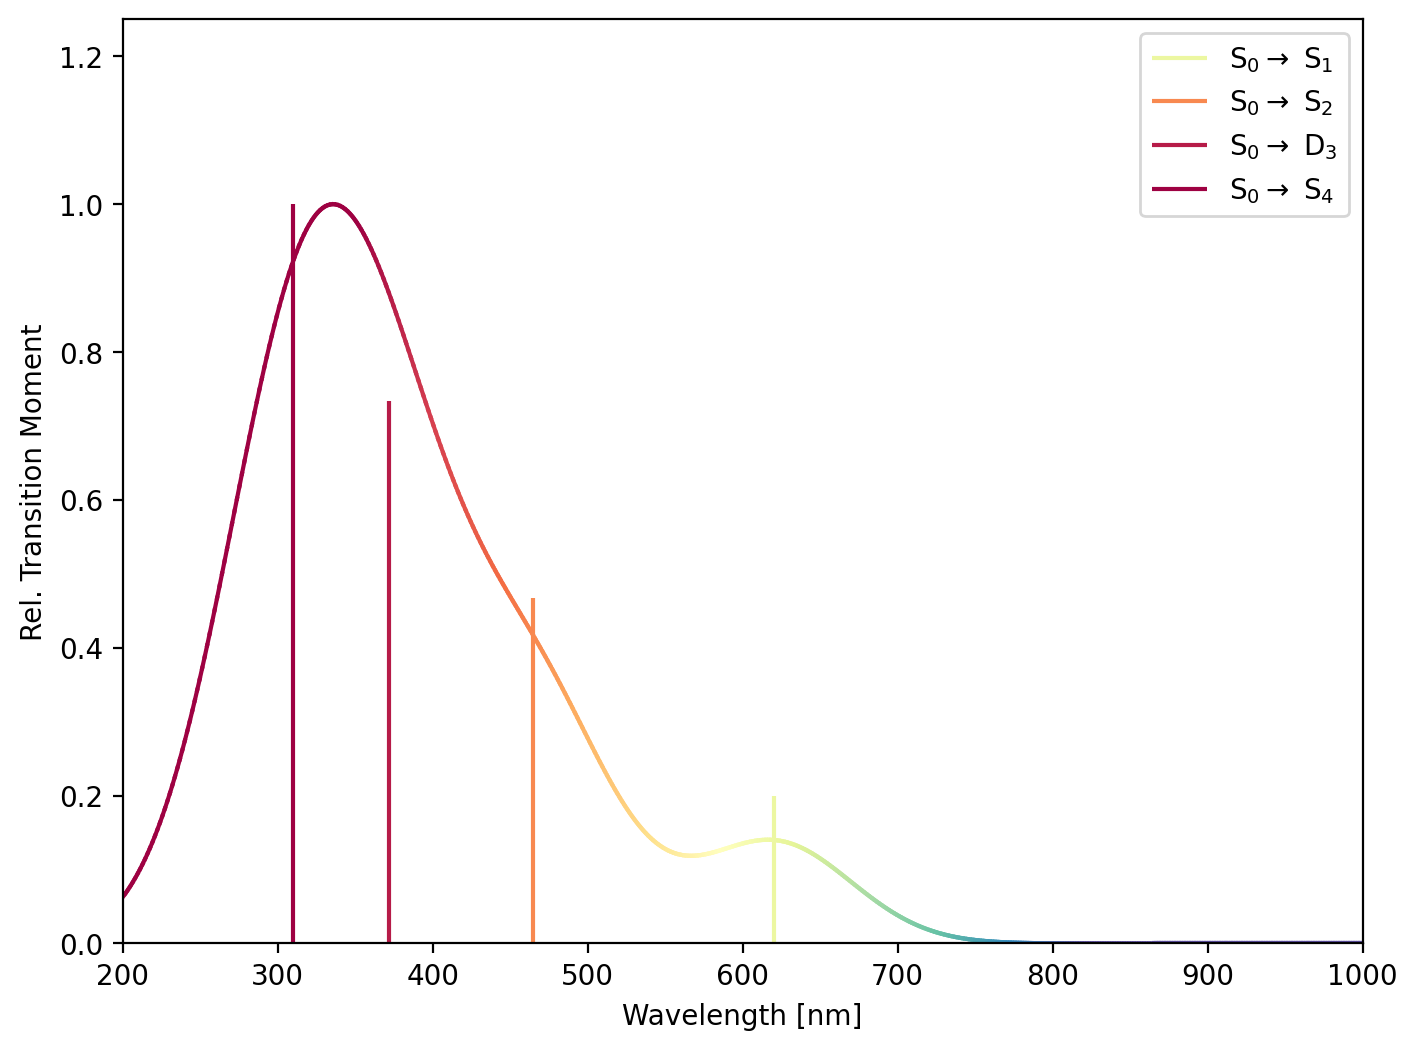 1.2
1.0
0.8
0.6
0.4
0.2
0.0
Rel. Transition Moment
S₀→ S₁
S₀→ S₂
S₀→ D₃
S₀→ S₄
200 300 400 500 600 700 800 900 1000
Wavelength [nm]